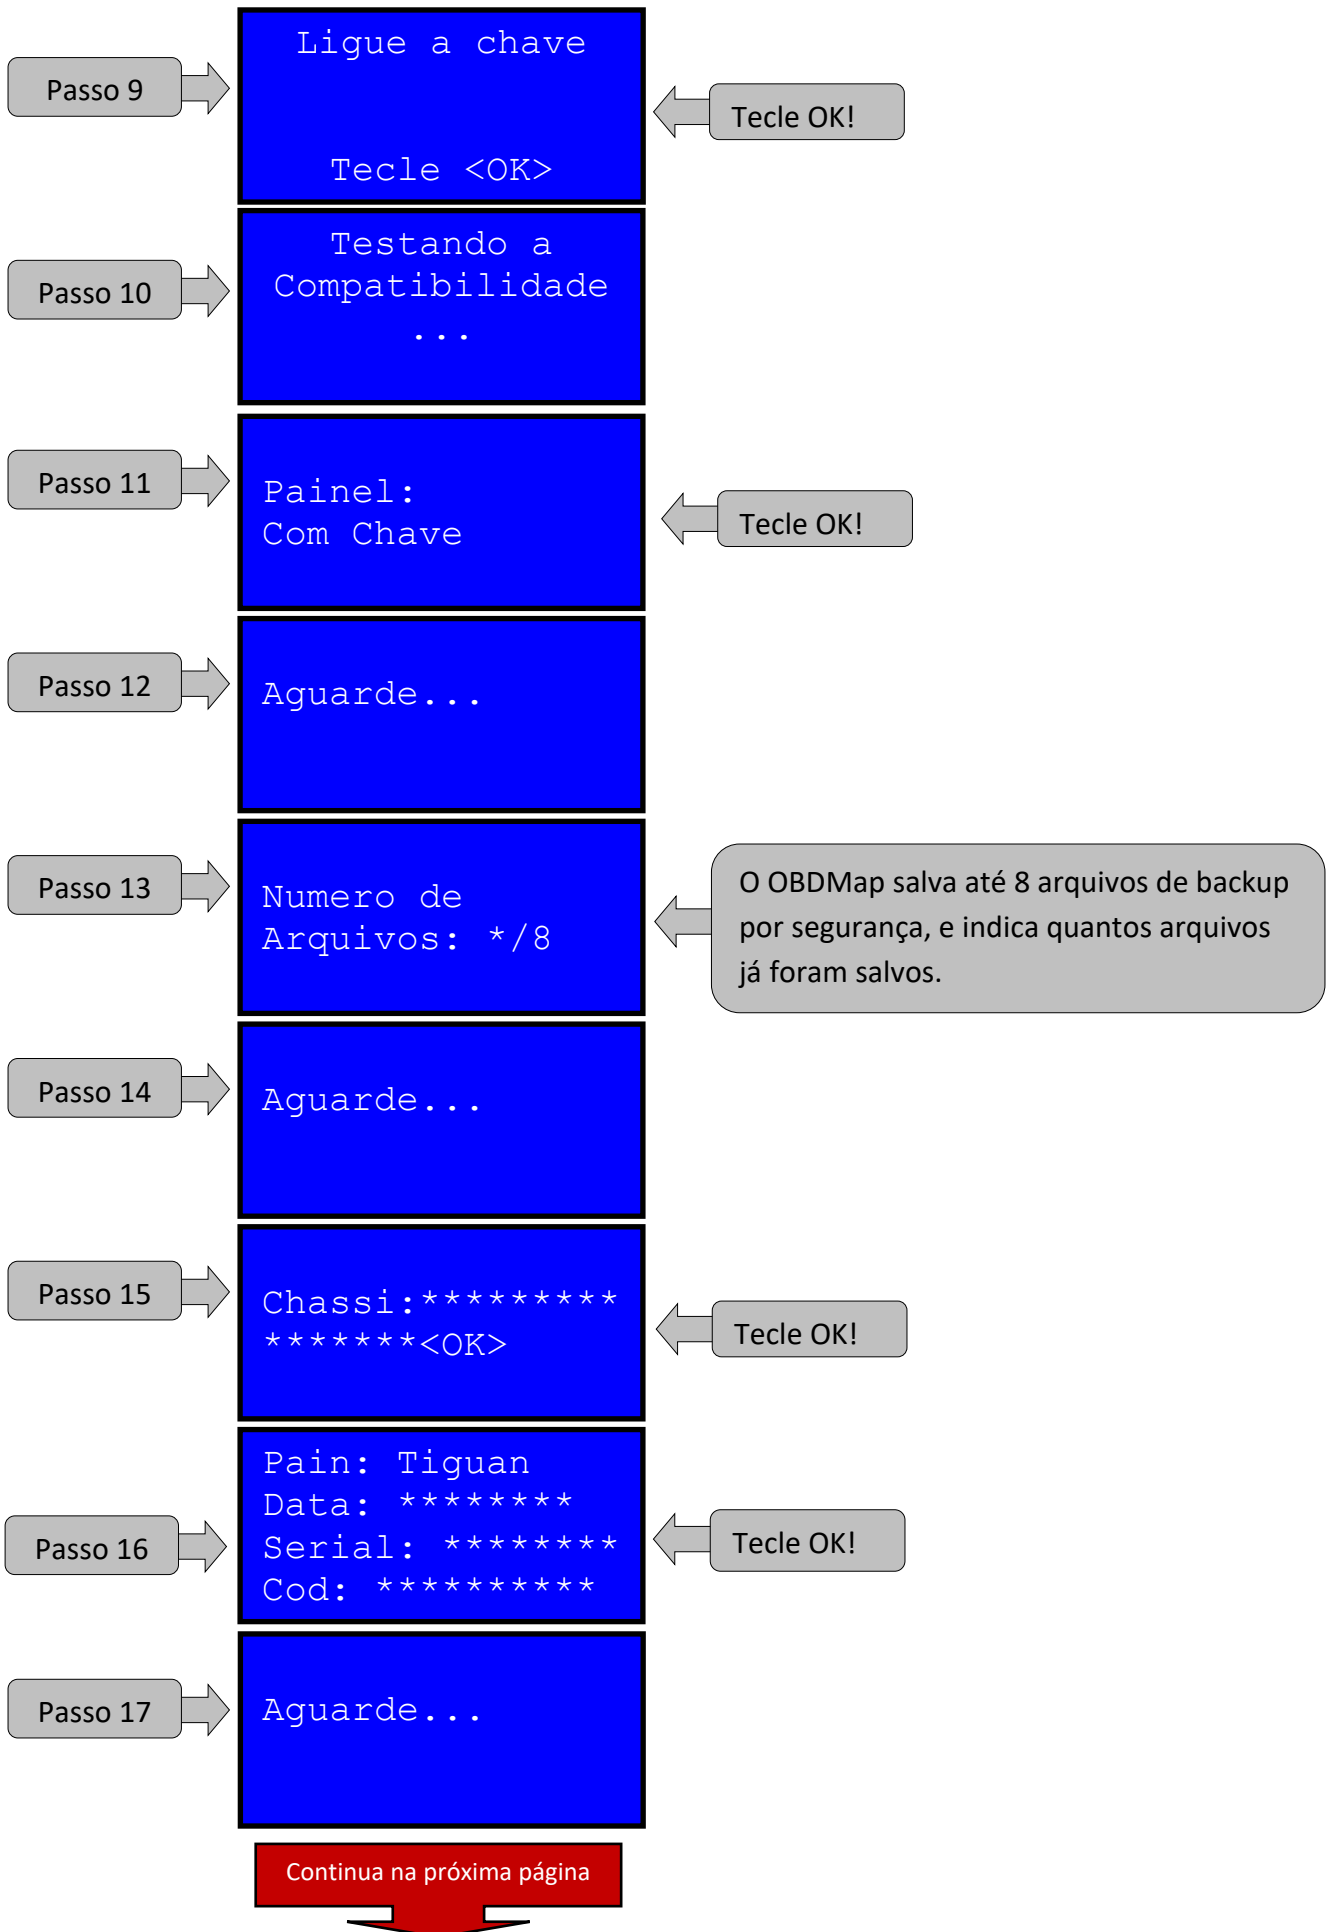 Passo 9
Ligue a chave
Tecle <OK>
Tecle OK!
Passo 10
Testando a
Compatibilidade
...
Passo 11
Painel:
Com Chave
Tecle OK!
Passo 12
Aguarde...
Passo 13
Numero de
Arquivos: */8
O OBDMap salva até 8 arquivos de backup
por segurança, e indica quantos arquivos
já foram salvos.
Passo 14
Aguarde...
Passo 15
Chassi:*********
*******<OK>
Tecle OK!
Passo 16
Pain: Tiguan
Data: ********
Serial: ********
Cod: **********
Tecle OK!
Passo 17
Aguarde...
Continua na próxima página